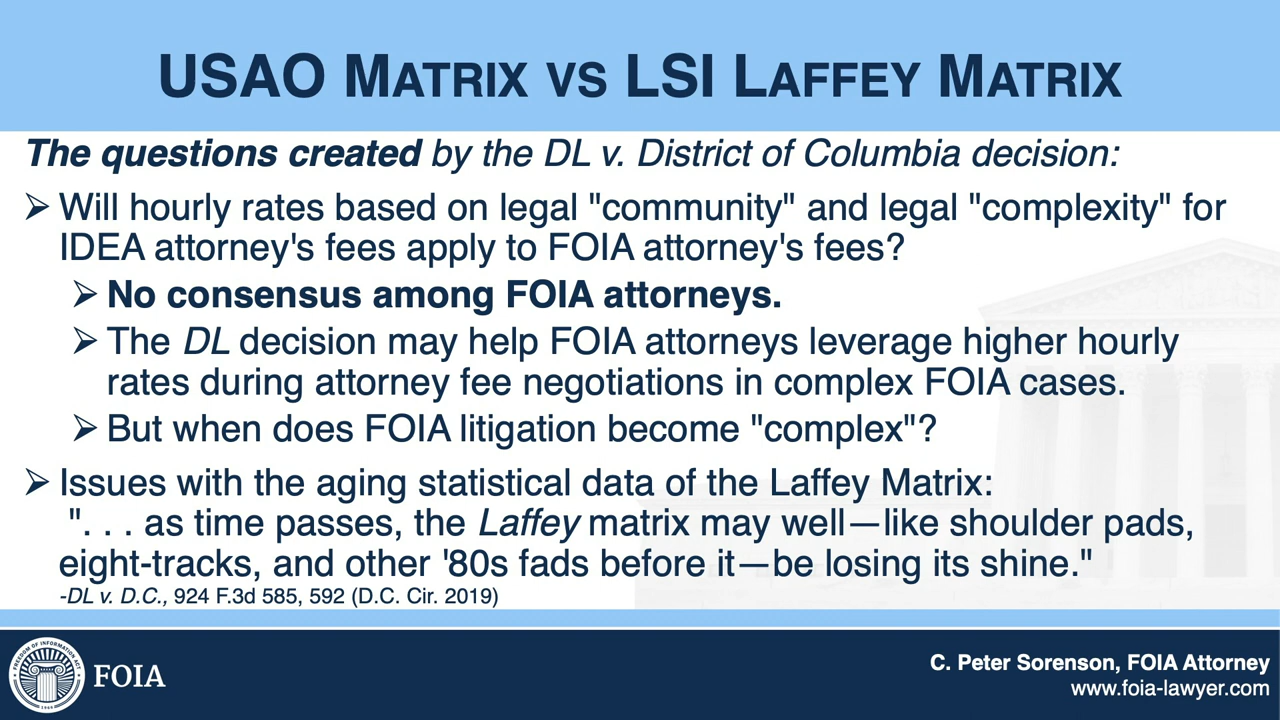 USAO MATRIX VS LSI LAFFEY MATRIX
The questions created by the DL v. District of Columbia decision:
➢ Will hourly rates based on legal "community" and legal "complexity" for
IDEA attorney's fees apply to FOIA attorney's fees?
➢ No consensus among FOIA attorneys.
➢ The DL decision may help FOIA attorneys leverage higher hourly
rates during attorney fee negotiations in complex FOIA cases.
➢ But when does FOIA litigation become "complex"?
➢ Issues with the aging statistical data of the Laffey Matrix:
". . . as time passes, the Laffey matrix may well—like shoulder pads,
eight-tracks, and other '80s fads before it—be losing its shine."
-DL v. D.C., 924 F.3d 585, 592 (D.C. Cir. 2019)
FREEDOM OF INFORMATION ACT
FOIA
C. Peter Sorenson, FOIA Attorney
www.foia-lawyer.com